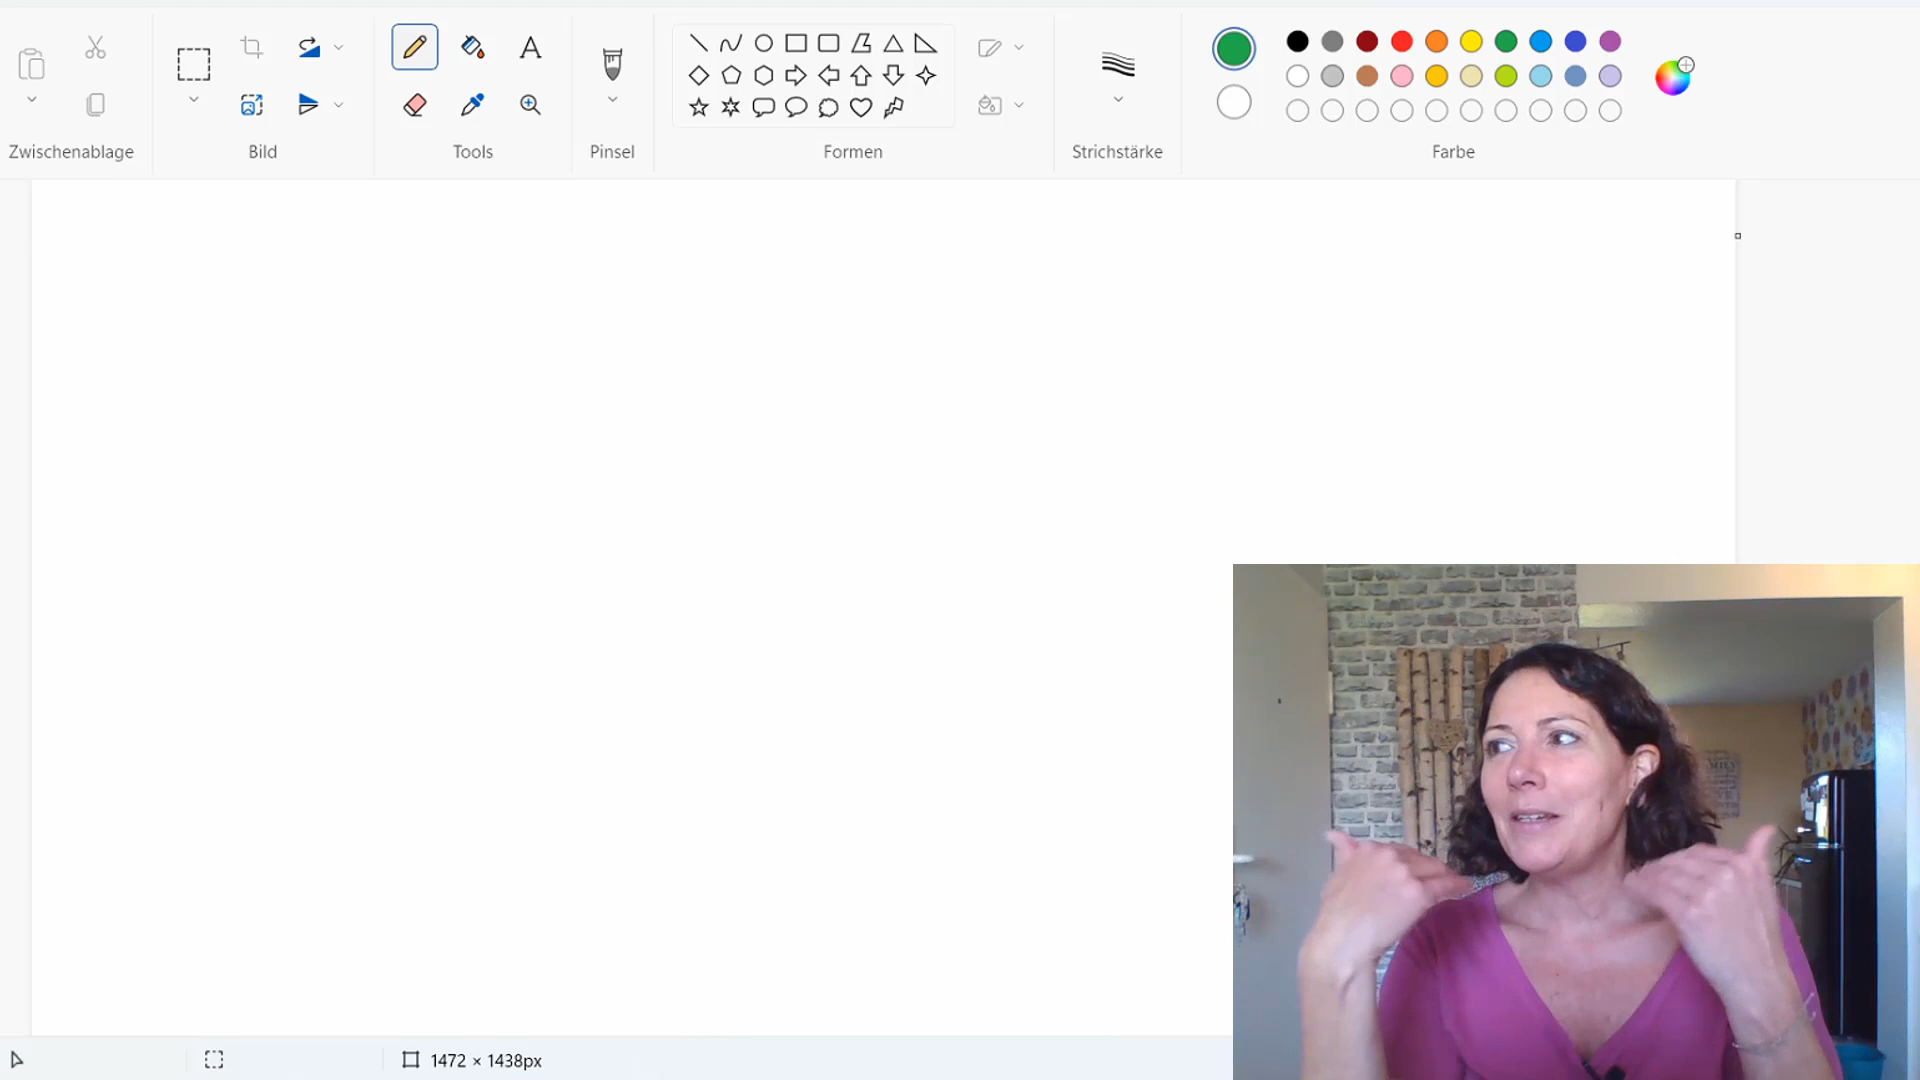 Zwischenablage
Bild
Tools
Pinsel
Formen
Strichstärke
Farbe
1472 × 1438px